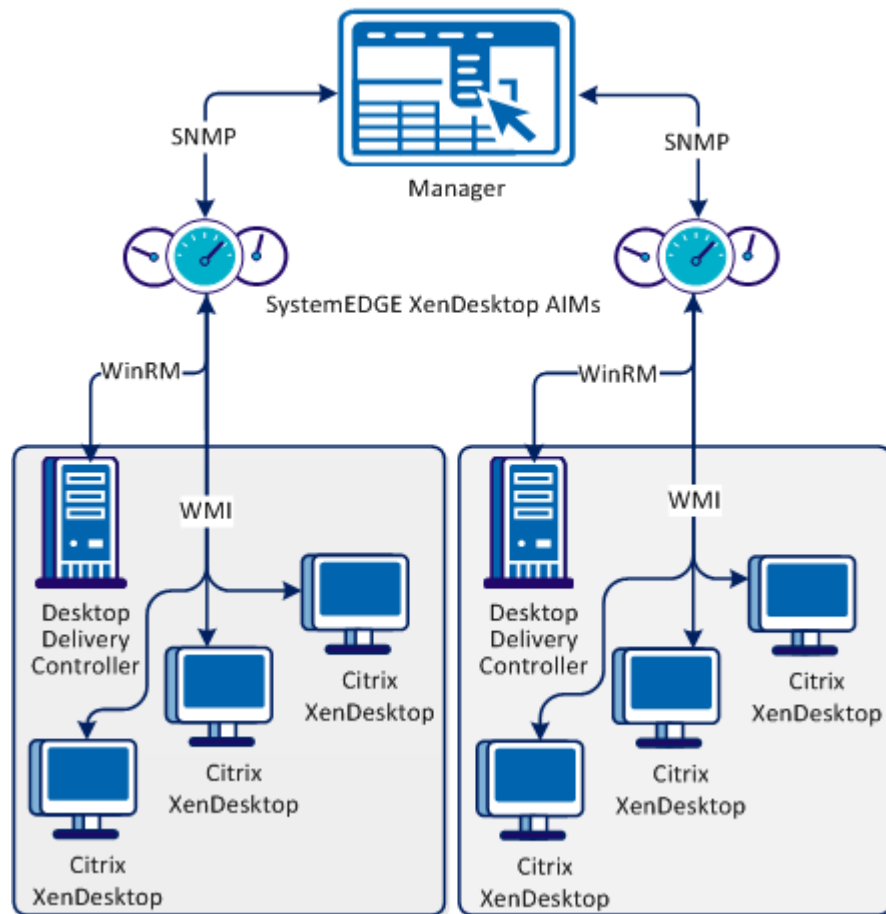 SNMP
SNMP
Manager
SystemEDGE XenDesktop AIMs
WinRM
WinRM
WMI
WMI
Desktop
Delivery
Controller
Citrix
XenDesktop
Citrix
XenDesktop
Citrix
XenDesktop
Desktop
Delivery
Controller
Citrix
XenDesktop
Citrix
XenDesktop
Citrix
XenDesktop